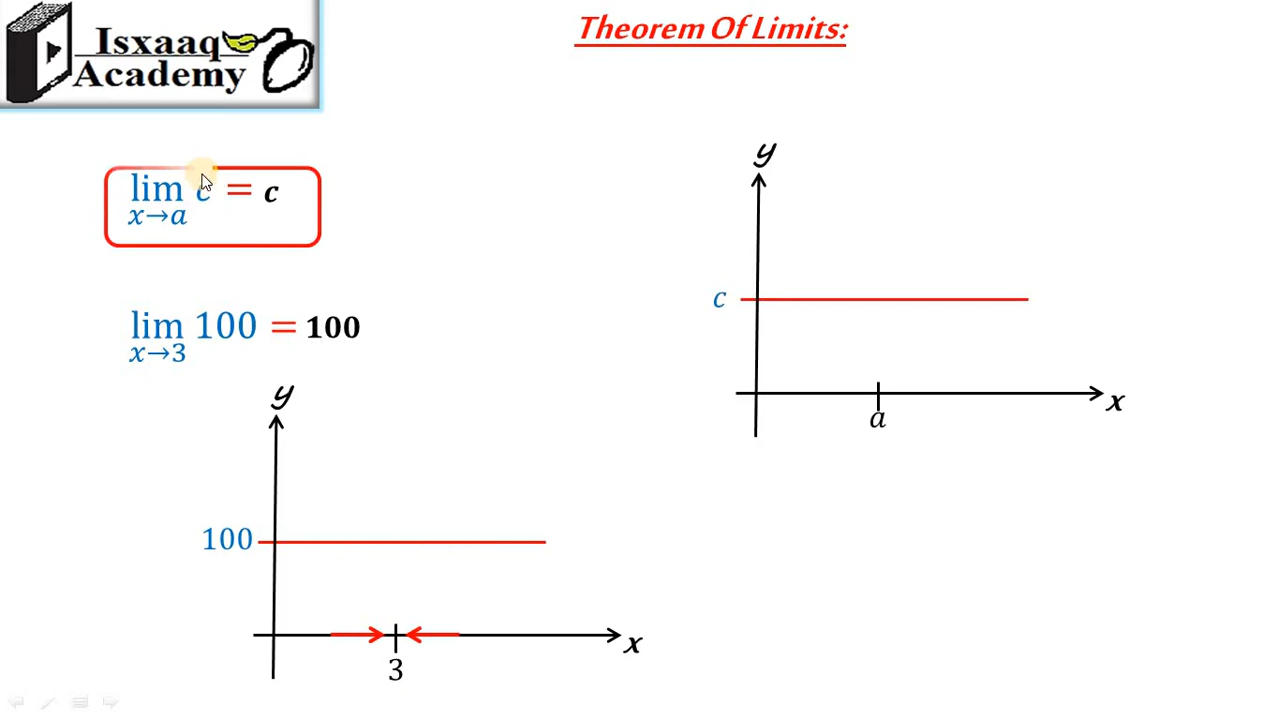 Isxaaq
Academy
Theorem Of Limits:
lim c = c
x→a
lim 100 = 100
x→3
y
c
a
x
y
100
3
x